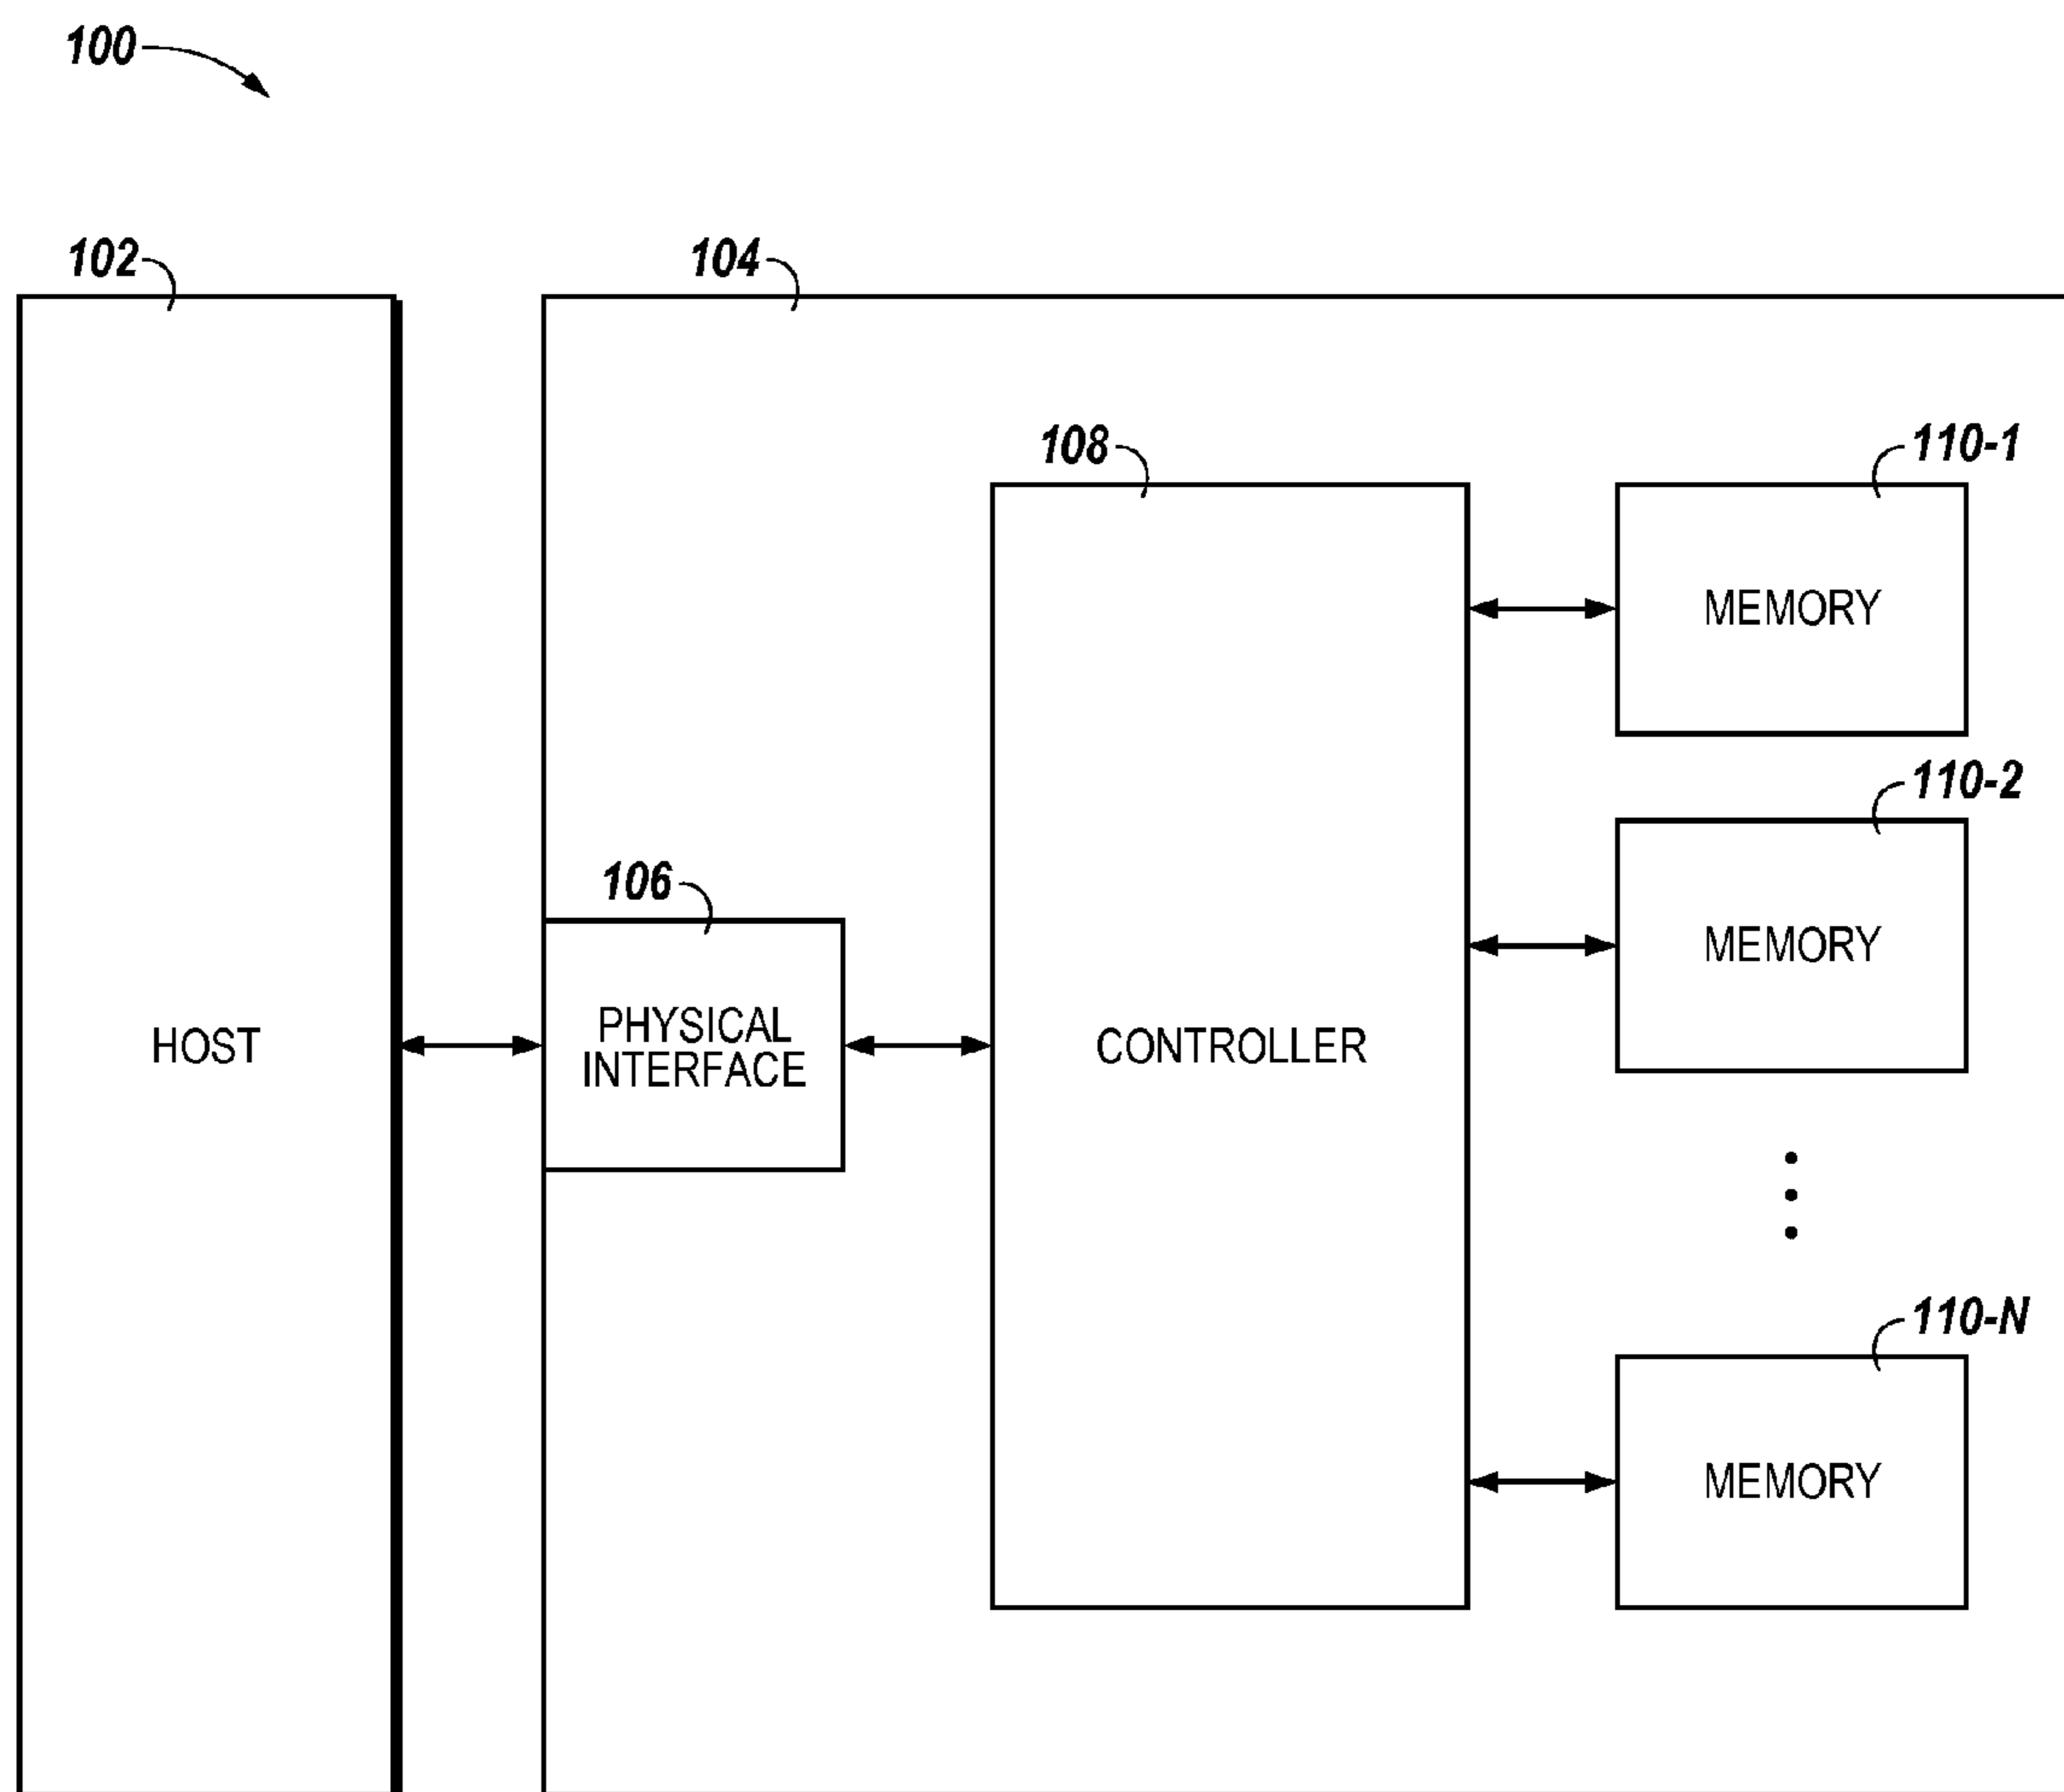 100
102
104
108
110-1
MEMORY
110-2
106
MEMORY
PHYSICAL
INTERFACE
HOST
CONTROLLER
110-N
MEMORY